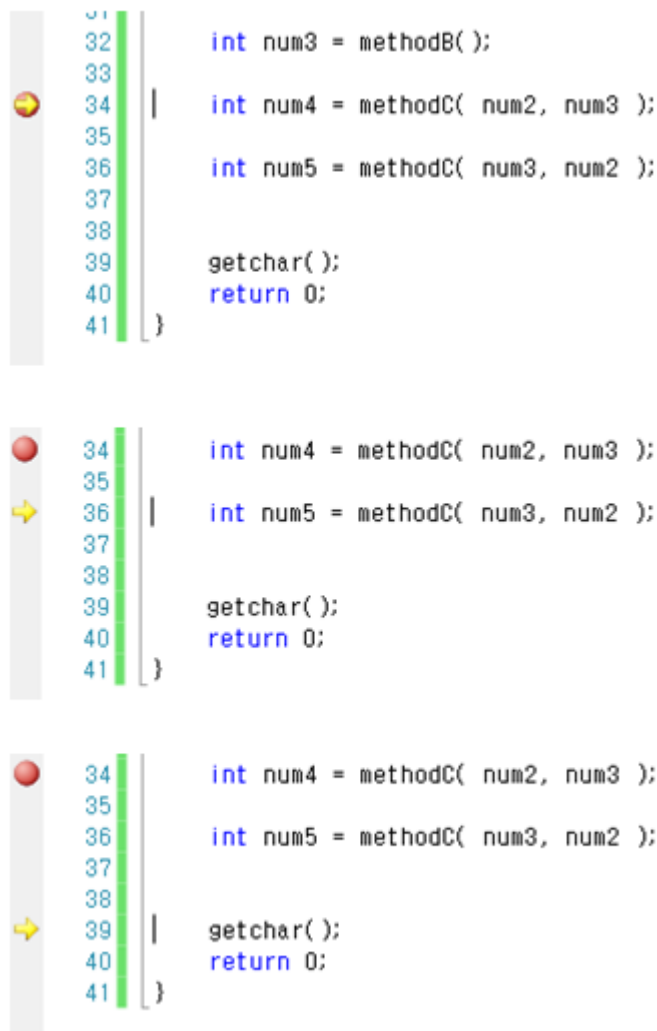 31
32 int num3 = methodB();
33
34 int num4 = methodC( num2, num3 );
35
36 int num5 = methodC( num3, num2 );
37
38
39 getchar();
40 return 0;
41 }
34 int num4 = methodC( num2, num3 );
35
36 int num5 = methodC( num3, num2 );
37
38
39 getchar();
40 return 0;
41 }
34 int num4 = methodC( num2, num3 );
35
36 int num5 = methodC( num3, num2 );
37
38
39 getchar();
40 return 0;
41 }